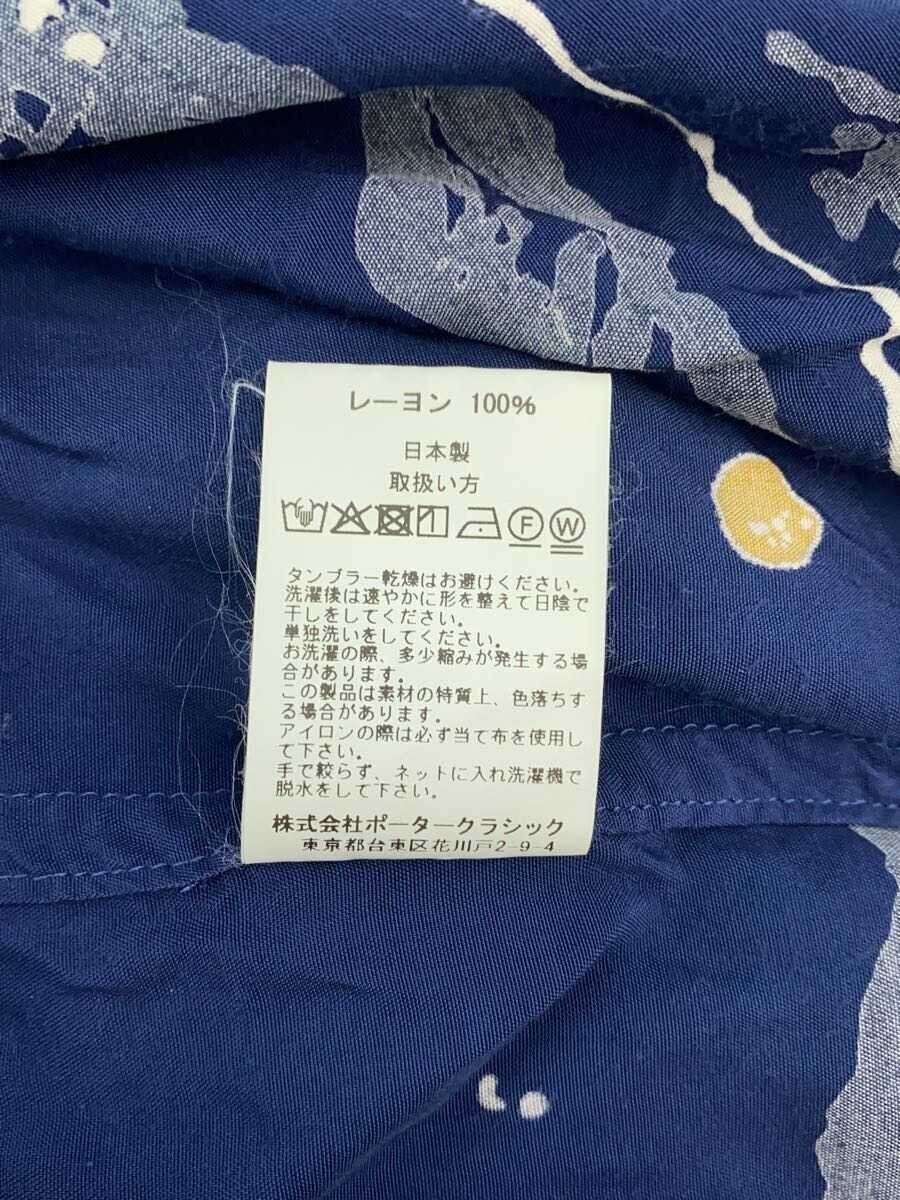 レーヨン 100%
日本製
取扱い方
F W
タンブラー乾燥はお避けください。
洗濯後は速やかに形を整えて日陰で
干しをしてください。
単独洗いをしてください。
お洗濯の際、多少縮みが発生する場
合があります。
この製品は素材の特質上、色落ちす
る場合があります。
アイロンの際は必ず当て布を使用し
て下さい。
手で絞らず、ネットに入れ洗濯機で
脱水をして下さい。
株式会社ポータークラシック
東京都台東区花川戸2-9-4